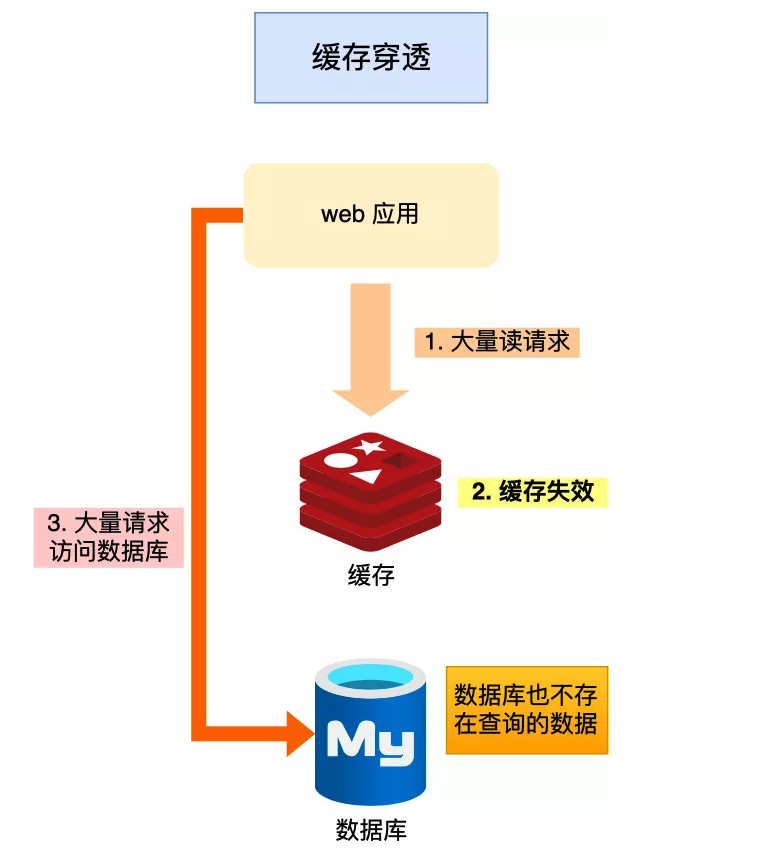 缓存穿透
web 应用
1. 大量读请求
2. 缓存失效
3. 大量请求
访问数据库
缓存
数据库也不存
在查询的数据
My
数据库